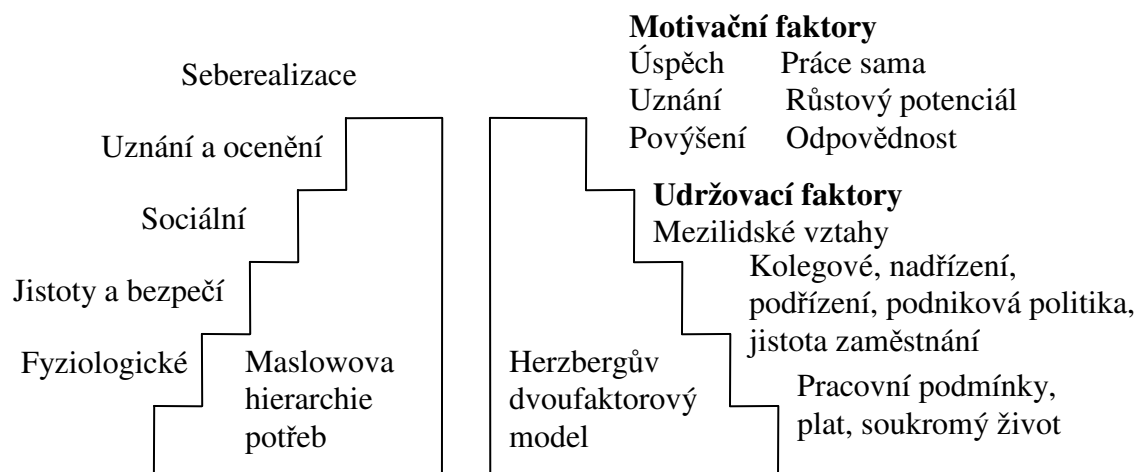 Seberealizace
Uznání a ocenění
Sociální
Jistoty a bezpečí
Fyziologické
Maslowova
hierarchie
potřeb
Motivační faktory
Úspěch Práce sama
Uznání Růstový potenciál
Povýšení Odpovědnost
Udržovací faktory
Mezilidské vztahy
Kolegové, nadřízení,
podřízení, podniková politika,
jistota zaměstnání
Pracovní podmínky,
plat, soukromý život
Herzbergův
dvoufaktorový
model